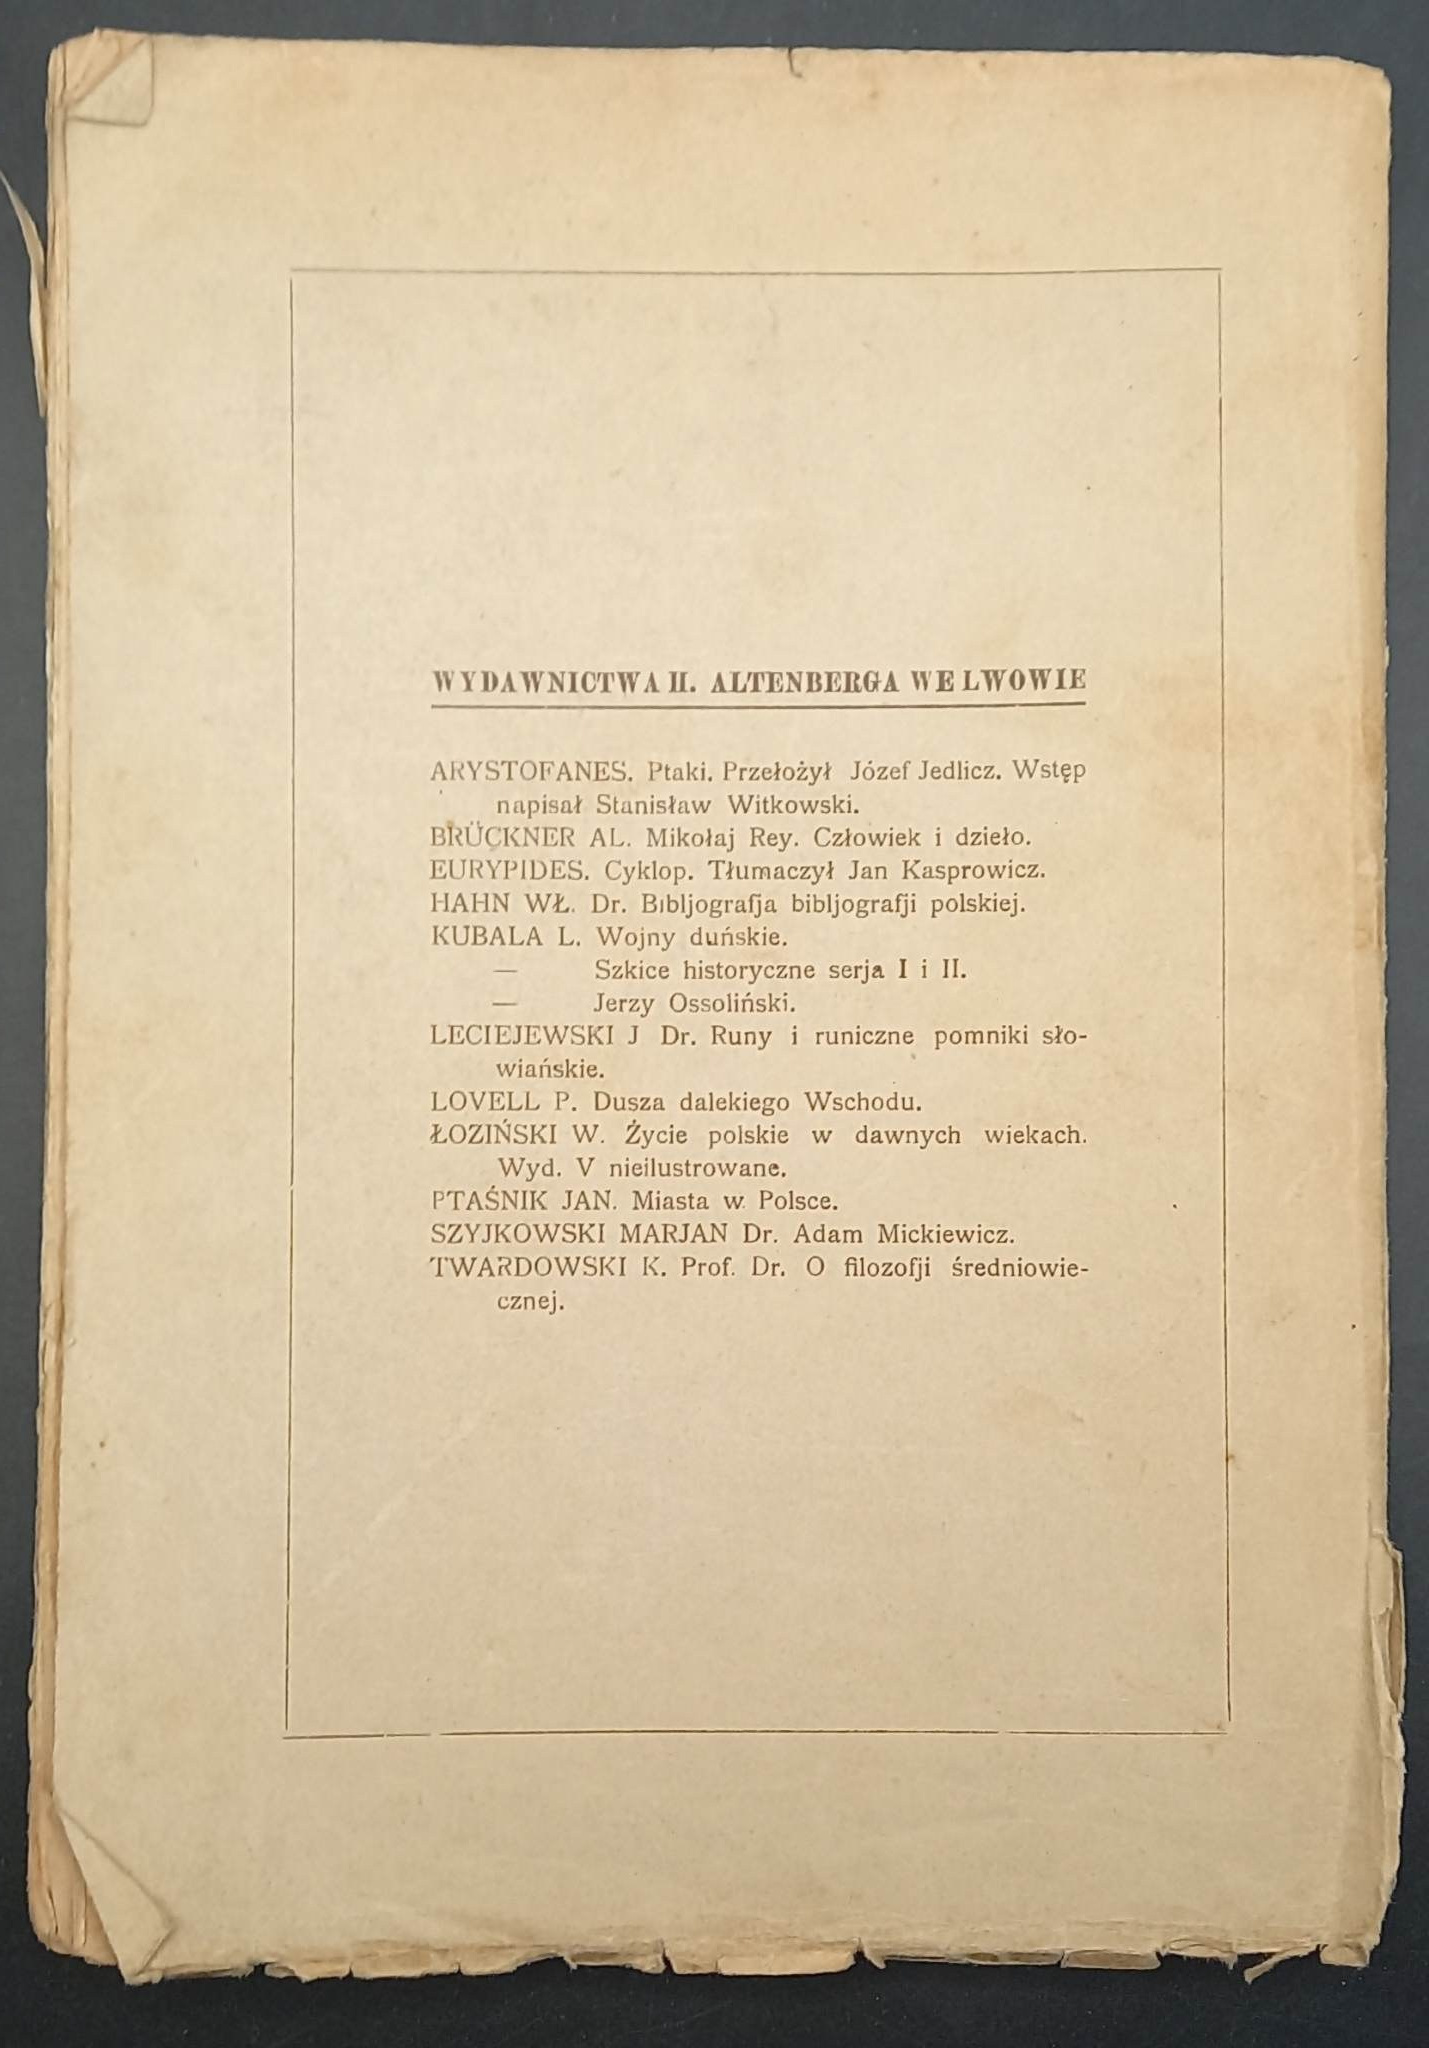 WYDAWNICTWA H. ALTENBERGA WE LWOWIE
ARYSTOFANES. Ptaki. Przełożył Józef Jedlicz. Wstęp
napisał Stanisław Witkowski.
BRÜCKNER AL. Mikołaj Rey. Człowiek i dzieło.
EURYPIDES. Cyklop. Tłumaczył Jan Kasprowicz.
HAHN WŁ. Dr. Bibljografja bibljografji polskiej.
KUBALA L. Wojny duńskie.
— Szkice historyczne serja I i II.
— Jerzy Ossoliński.
LECIEJEWSKI J Dr. Runy i runiczne pomniki sło-
wiańskie.
LOVELL P. Dusza dalekiego Wschodu.
ŁOZIŃSKI W. Życie polskie w dawnych wiekach.
Wyd. V nieilustrowane.
PTAŚNIK JAN. Miasta w Polsce.
SZYJKOWSKI MARJAN Dr. Adam Mickiewicz.
TWARDOWSKI K. Prof. Dr. O filozofji średniowie-
cznej.